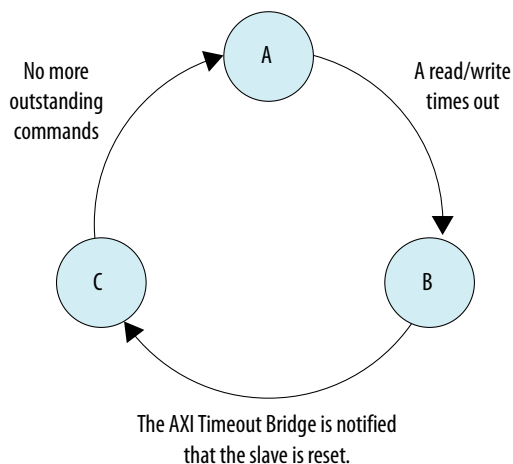 A
No more
outstanding
commands
A read/write
times out
C
B
The AXI Timeout Bridge is notified
that the slave is reset.